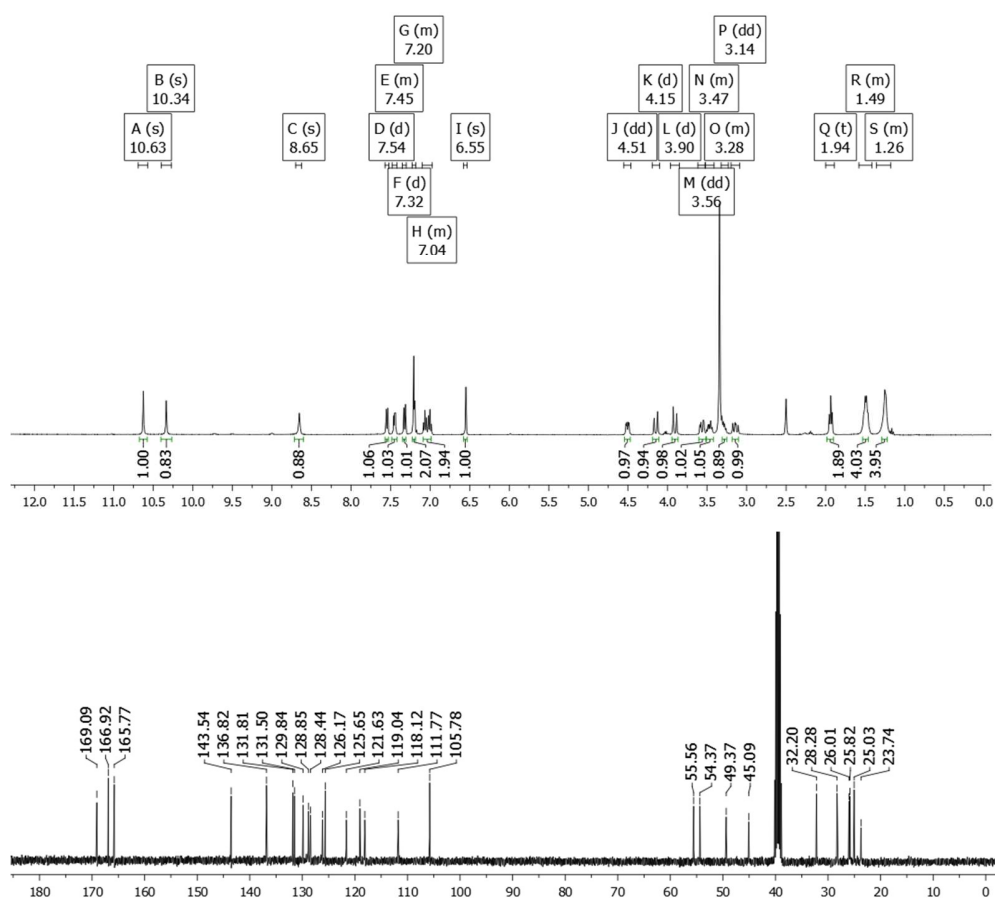 P (dd)
3.14
G (m)
7.20
B (s)
10.34
E (m)
7.45
K (d)
4.15
N (m)
3.47
R (m)
1.49
A (s)
10.63
C (s)
8.65
D (d)
7.54
I (s)
6.55
J (dd)
4.51
L (d)
3.90
O (m)
3.28
Q (t)
1.94
S (m)
1.26
F (d)
7.32
M (dd)
3.56
H (m)
7.04
1.00 0.83 0.88 1.06 1.03 1.01 2.07 1.94 1.00 0.97 0.94 0.98 1.02 1.05 0.89 0.99 1.89 4.03 3.95
12.0 11.5 11.0 10.5 10.0 9.5 9.0 8.5 8.0 7.5 7.0 6.5 6.0 5.5 5.0 4.5 4.0 3.5 3.0 2.5 2.0 1.5 1.0 0.5 0.0
169.09 166.92 165.77 143.54 136.82 131.81 131.50 129.84 128.85 128.44 126.17 125.65 121.63 119.04 118.12 111.77 105.78 55.56 54.37 49.37 45.09 32.20 28.28 26.01 25.82 25.03 23.74
180 170 160 150 140 130 120 110 100 90 80 70 60 50 40 30 20 10 0